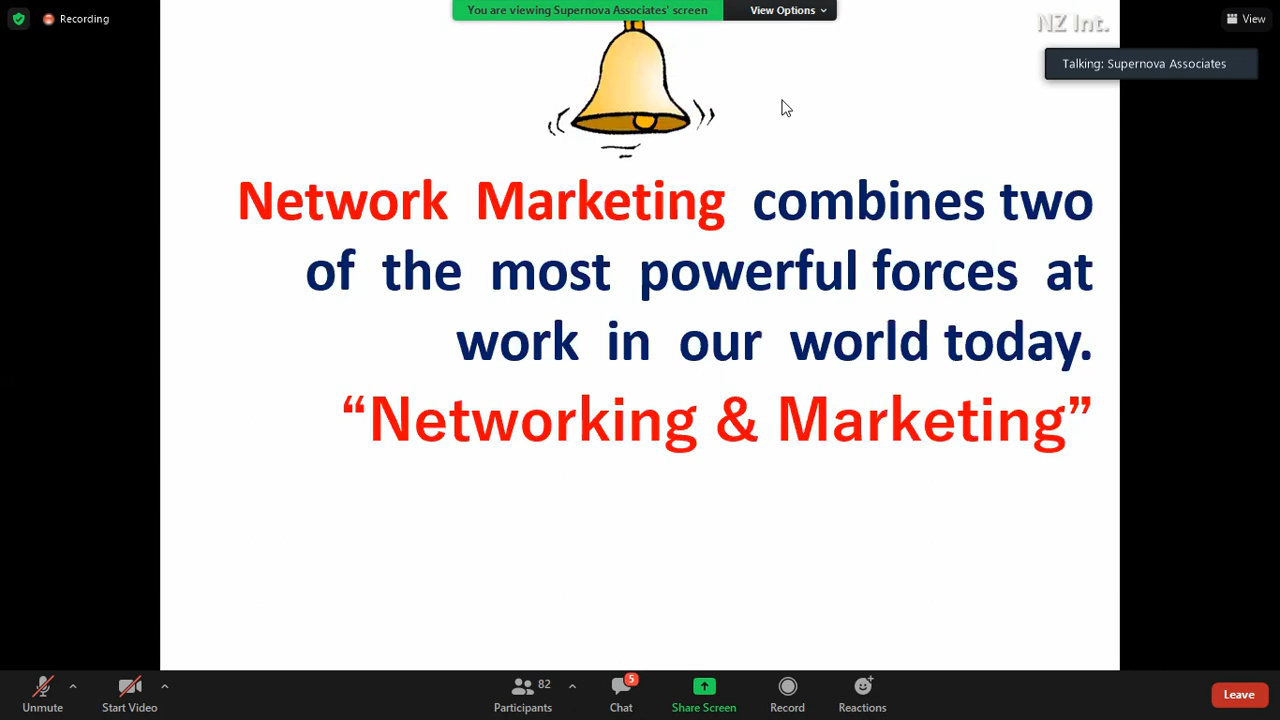 You are viewing Supernova Associates' screen
View Options
Recording
NZ Int.
View
Talking: Supernova Associates
Network Marketing combines two
of the most powerful forces at
work in our world today.
“Networking & Marketing”
Unmute
Start Video
82
Participants
5
Chat
Share Screen
Record
Reactions
Leave